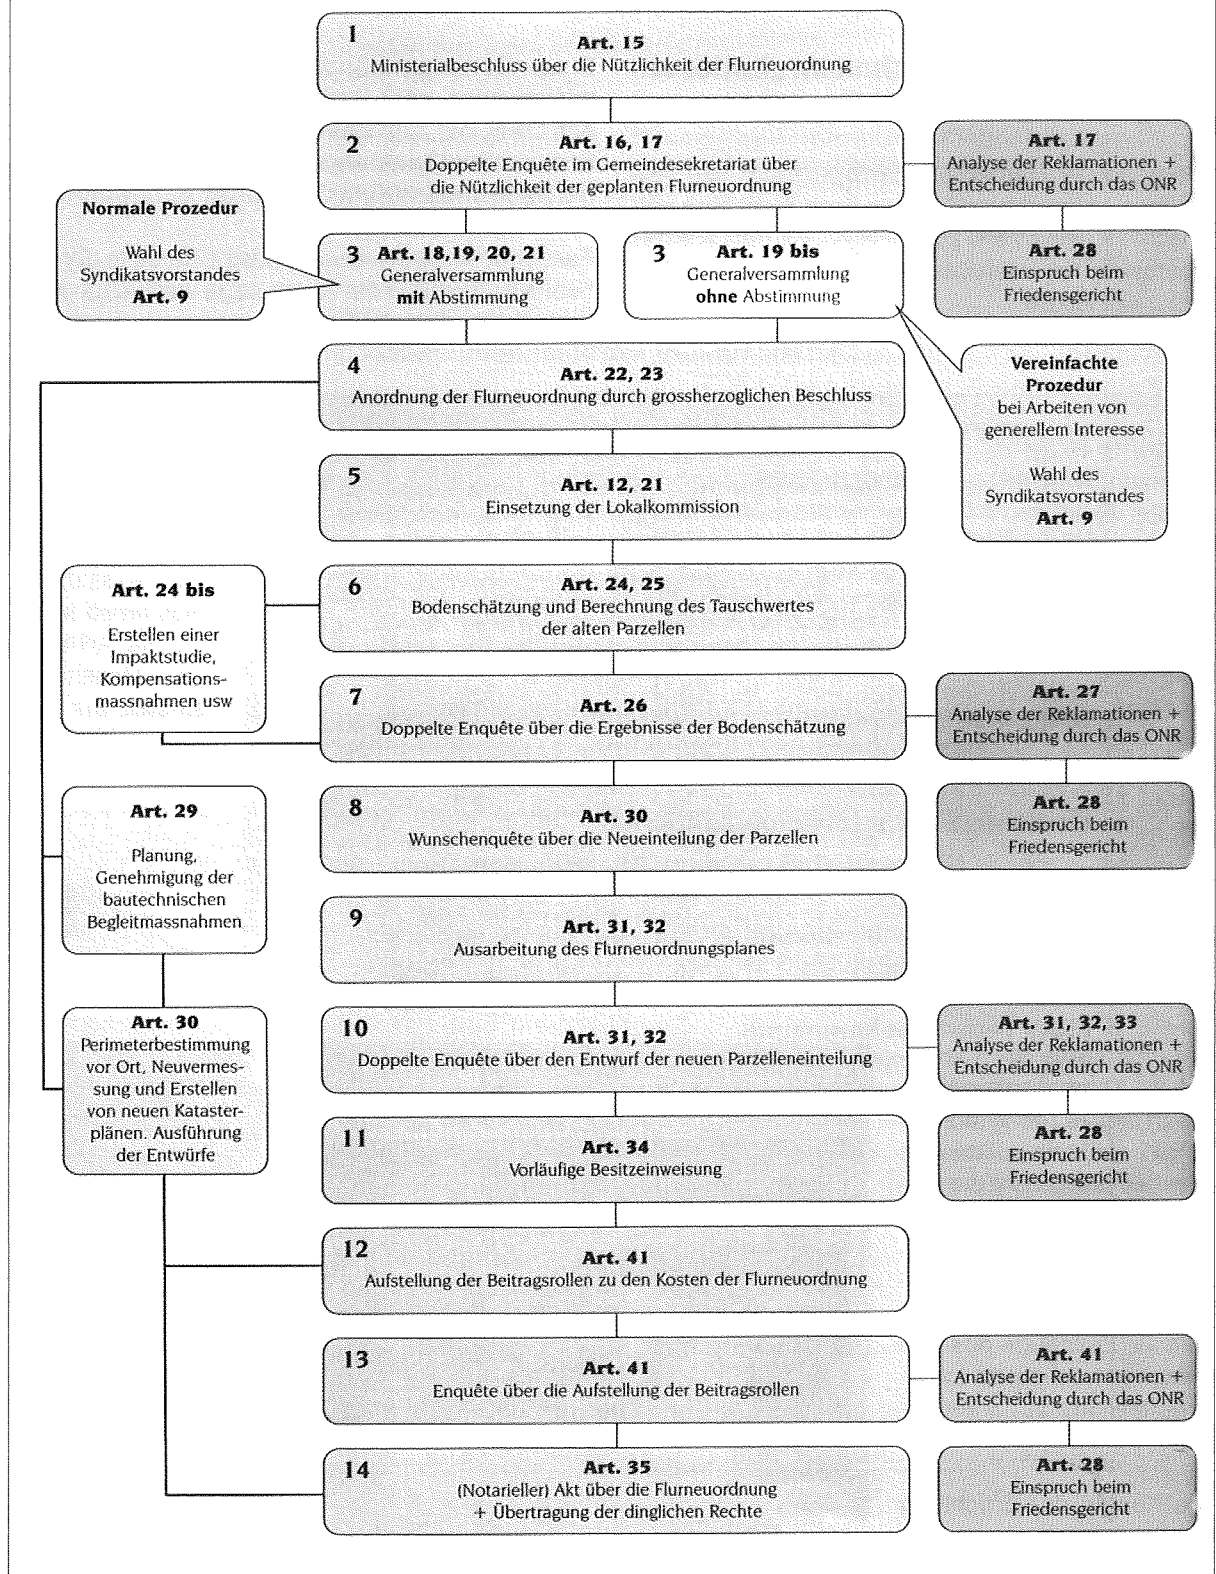 1
Art. 15
Ministerialbeschluss über die Nützlichkeit der Flurneuordnung
2
Art. 16, 17
Doppelte Enquête im Gemeindesekretariat über
die Nützlichkeit der geplanten Flurneuordnung
Art. 17
Analyse der Reklamationen +
Entscheidung durch das ONR
Normale Prozedur
Wahl des
Syndikatsvorstandes
Art. 9
3
Art. 18,19, 20, 21
Generalversammlung
mit Abstimmung
3
Art. 19 bis
Generalversammlung
ohne Abstimmung
Art. 28
Einspruch beim
Friedensgericht
4
Art. 22, 23
Anordnung der Flurneuordnung durch grossherzoglichen Beschluss
Vereinfachte
Prozedur
bei Arbeiten von
generellem Interesse
Wahl des
Syndikatsvorstandes
Art. 9
5
Art. 12, 21
Einsetzung der Lokalkommission
Art. 24 bis
Erstellen einer
Impaktstudie,
Kompensations-
massnahmen usw
6
Art. 24, 25
Bodenschätzung und Berechnung des Tauschwertes
der alten Parzellen
7
Art. 26
Doppelte Enquête über die Ergebnisse der Bodenschätzung
Art. 27
Analyse der Reklamationen +
Entscheidung durch das ONR
Art. 29
Planung,
Genehmigung der
bautechnischen
Begleitmassnahmen
8
Art. 30
Wunschenquête über die Neueinteilung der Parzellen
Art. 28
Einspruch beim
Friedensgericht
9
Art. 31, 32
Ausarbeitung des Flurneuordnungsplanes
Art. 30
Perimeterbestimmung
vor Ort, Neuvermes-
sung und Erstellen
von neuen Kataster-
plänen. Ausführung
der Entwürfe
10
Art. 31, 32
Doppelte Enquête über den Entwurf der neuen Parzelleneinteilung
Art. 31, 32, 33
Analyse der Reklamationen +
Entscheidung durch das ONR
11
Art. 34
Vorläufige Besitzeinweisung
Art. 28
Einspruch beim
Friedensgericht
12
Art. 41
Aufstellung der Beitragsrollen zu den Kosten der Flurneuordnung
13
Art. 41
Enquête über die Aufstellung der Beitragsrollen
Art. 41
Analyse der Reklamationen +
Entscheidung durch das ONR
14
Art. 35
(Notarieller) Akt über die Flurneuordnung
+ Übertragung der dinglichen Rechte
Art. 28
Einspruch beim
Friedensgericht